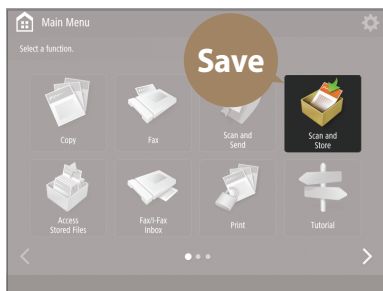 Main Menu
Select a function.
Save
Copy
Fax
Scan and
Send
Scan and
Store
Access
Stored Files
Fax/I-Fax
Inbox
Print
Tutorial